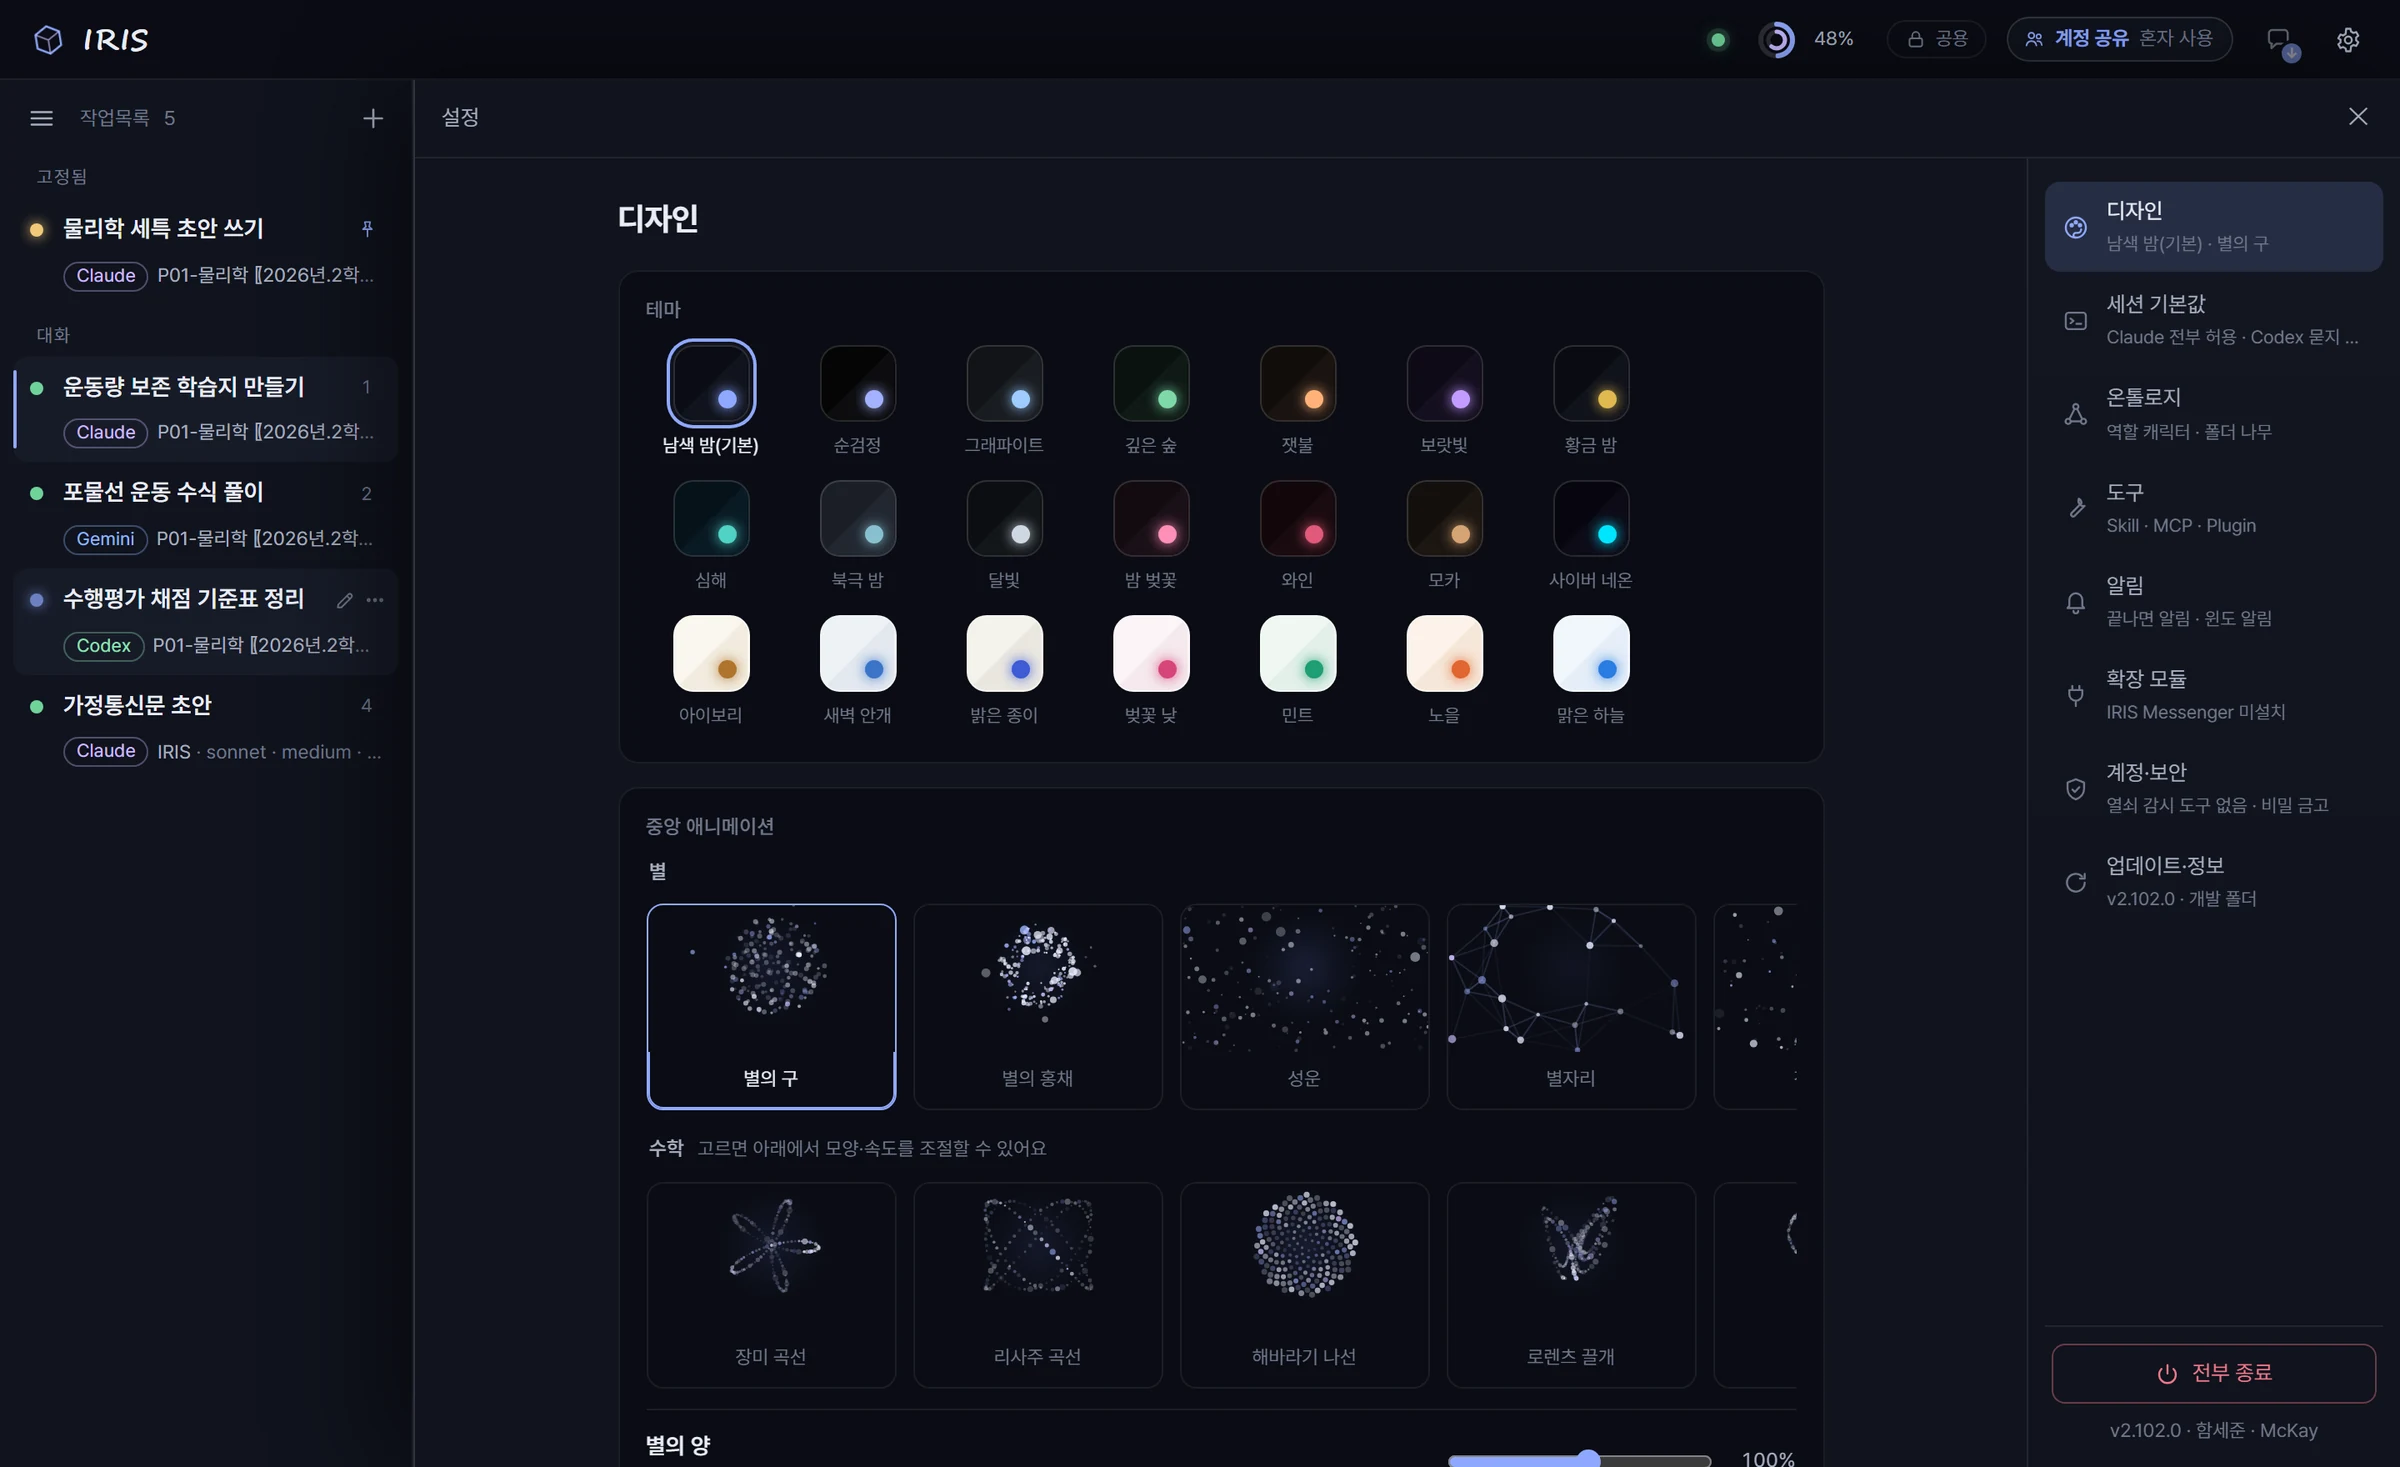 IRIS
48%
공용
계정 공유 혼자 사용
작업목록 5
고정됨
물리학 세특 초안 쓰기
Claude P01-물리학 〖2026년.2학...
대화
운동량 보존 학습지 만들기 1
Claude P01-물리학 〖2026년.2학...
포물선 운동 수식 풀이 2
Gemini P01-물리학 〖2026년.2학...
수행평가 채점 기준표 정리
Codex P01-물리학 〖2026년.2학...
가정통신문 초안 4
Claude IRIS · sonnet · medium · ...
설정
디자인
테마
남색 밤(기본) 순검정 그래파이트 깊은 숲 잿불 보랏빛 황금 밤
심해 북극 밤 달빛 밤 벚꽃 와인 모카 사이버 네온
아이보리 새벽 안개 밝은 종이 벚꽃 낮 민트 노을 맑은 하늘
중앙 애니메이션
별
별의 구 별의 홍채 성운 별자리
수학 고르면 아래에서 모양·속도를 조절할 수 있어요
장미 곡선 리사주 곡선 해바라기 나선 로렌츠 끌개
별의 양 100%
디자인
남색 밤(기본) · 별의 구
세션 기본값
Claude 전부 허용 · Codex 묻지 ...
온톨로지
역할 캐릭터 · 폴더 나무
도구
Skill · MCP · Plugin
알림
끝나면 알림 · 윈도 알림
확장 모듈
IRIS Messenger 미설치
계정·보안
열쇠 감시 도구 없음 · 비밀 금고
업데이트·정보
v2.102.0 · 개발 폴더
전부 종료
v2.102.0 · 함세준 · McKay